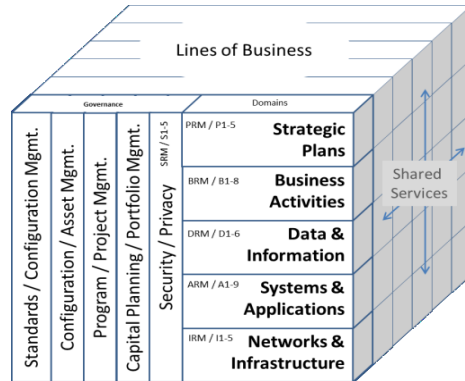 Lines of Business
Governance
Domains
Standards / Configuration Mgmt.
Configuration / Asset Mgmt.
Program / Project Mgmt.
Capital Planning / Portfolio Mgmt.
SRM / S1-5
Security / Privacy
PRM / P1-5
Strategic
Plans
BRM / B1-8
Business
Activities
DRM / D1-6
Data &
Information
ARM / A1-9
Systems &
Applications
IRM / I1-5
Networks &
Infrastructure
Shared
Services